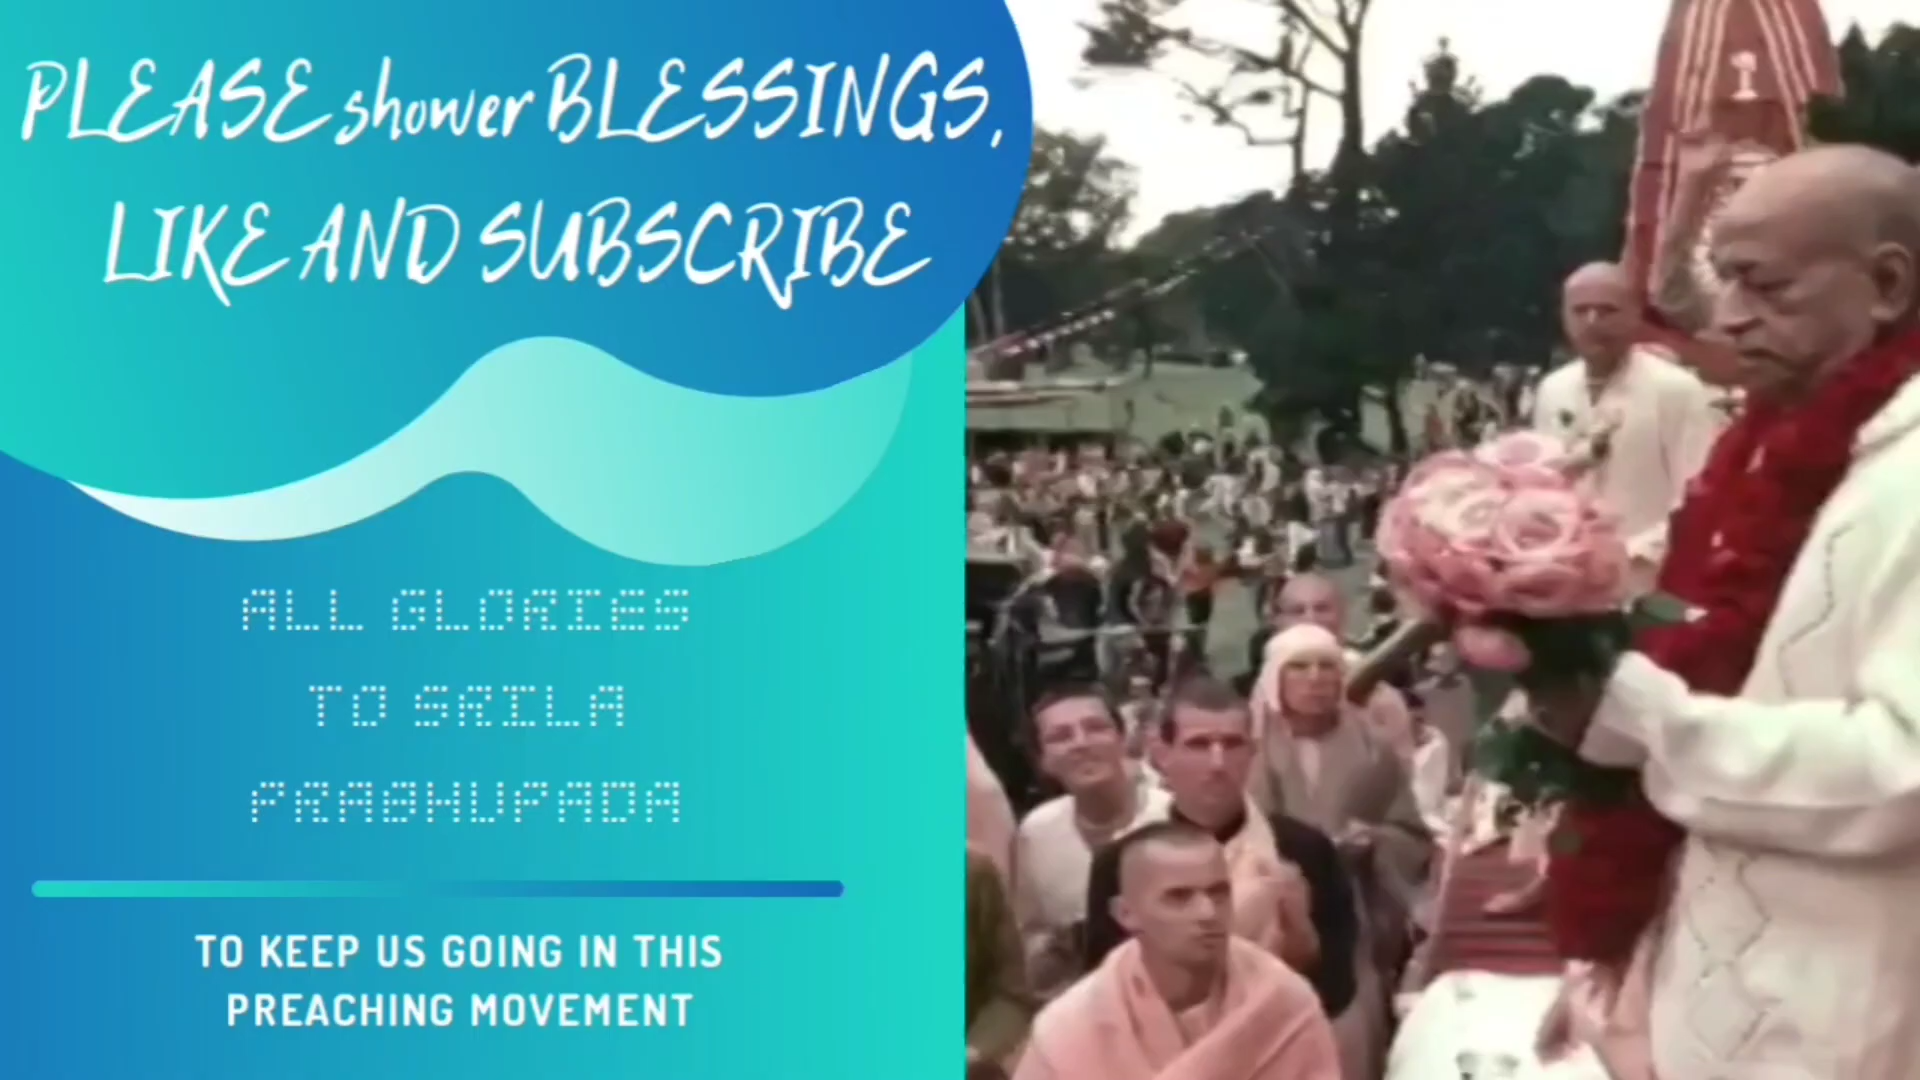 PLEASE shower BLESSINGS,
LIKE AND SUBSCRIBE
ALL GLORIES
TO SRILA
PRABHUPADA
TO KEEP US GOING IN THIS
PREACHING MOVEMENT